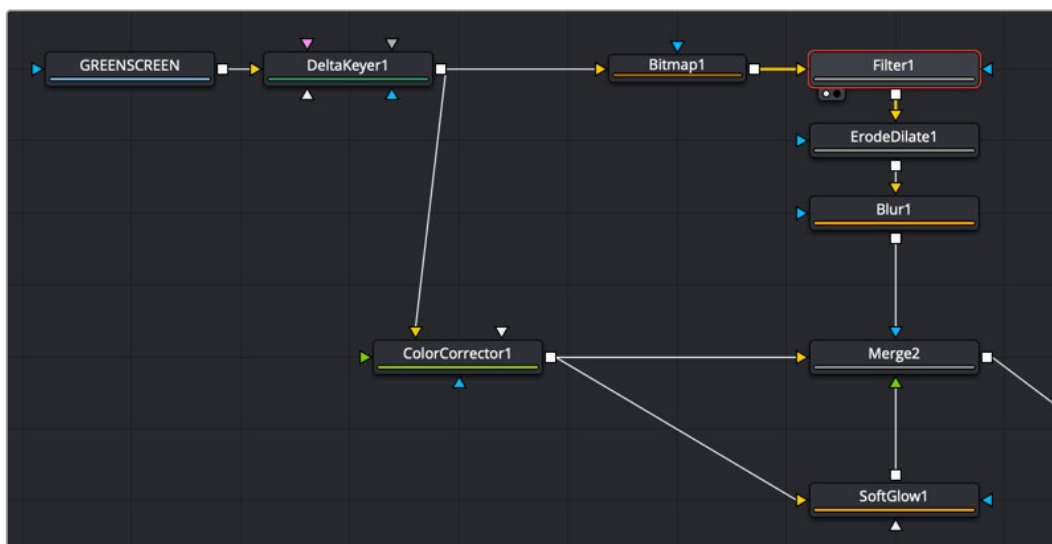 GREENSCREEN
DeltaKeyer1
Bitmap1
Filter1
ErodeDilate1
Blur1
ColorCorrector1
Merge2
SoftGlow1